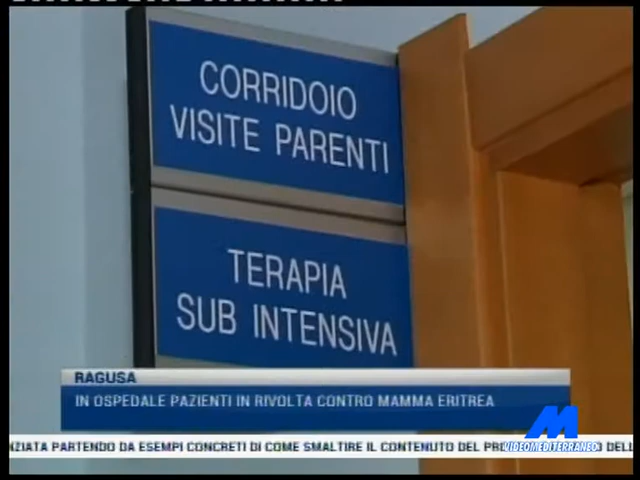 CORRIDOIO
VISITE PARENTI
TERAPIA
SUB INTENSIVA
RAGUSA
IN OSPEDALE PAZIENTI IN RIVOLTA CONTRO MAMMA ERITREA
VIDEOMEDITERRANEO
PARTENDO DA ESEMPI CONCRETI DI COME SMALTIRE IL CONTENUTO DEL